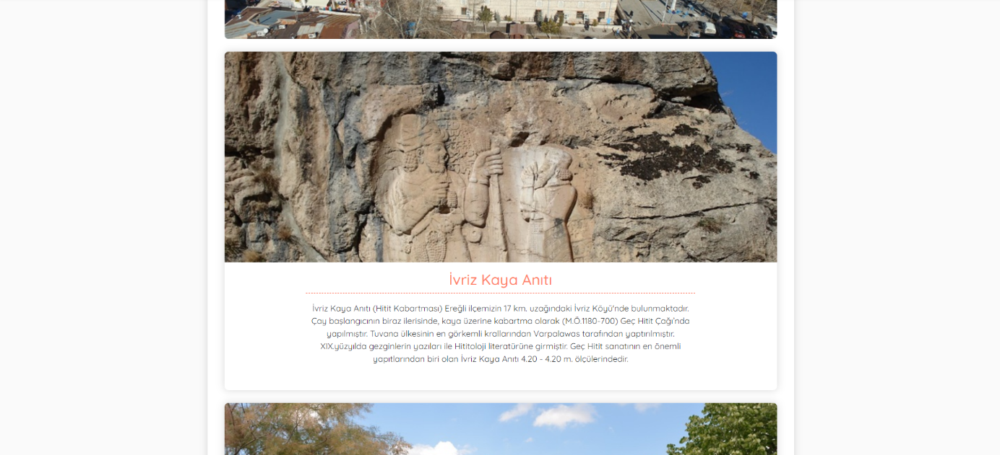 İvriz Kaya Anıtı
İvriz Kaya Anıtı (Hitit Kabartması) Ereğli ilçemizin 17 km. uzağındaki İvriz Köyü'nde bulunmaktadır.
Çay başlangıcının biraz ilerisinde, kaya üzerine kabartma olarak (M.Ö.1180-700) Geç Hitit Çağı'nda
yapılmıştır. Tuvana ülkesinin en görkemli krallarından Varpalawas tarafından yaptırılmıştır.
XIX.yüzyılda gezginlerin yazıları ile Hititoloji literatürüne girmiştir. Geç Hitit sanatının en önemli
yapıtlarından biri olan İvriz Kaya Anıtı 4.20 - 4.20 m. ölçülerindedir.